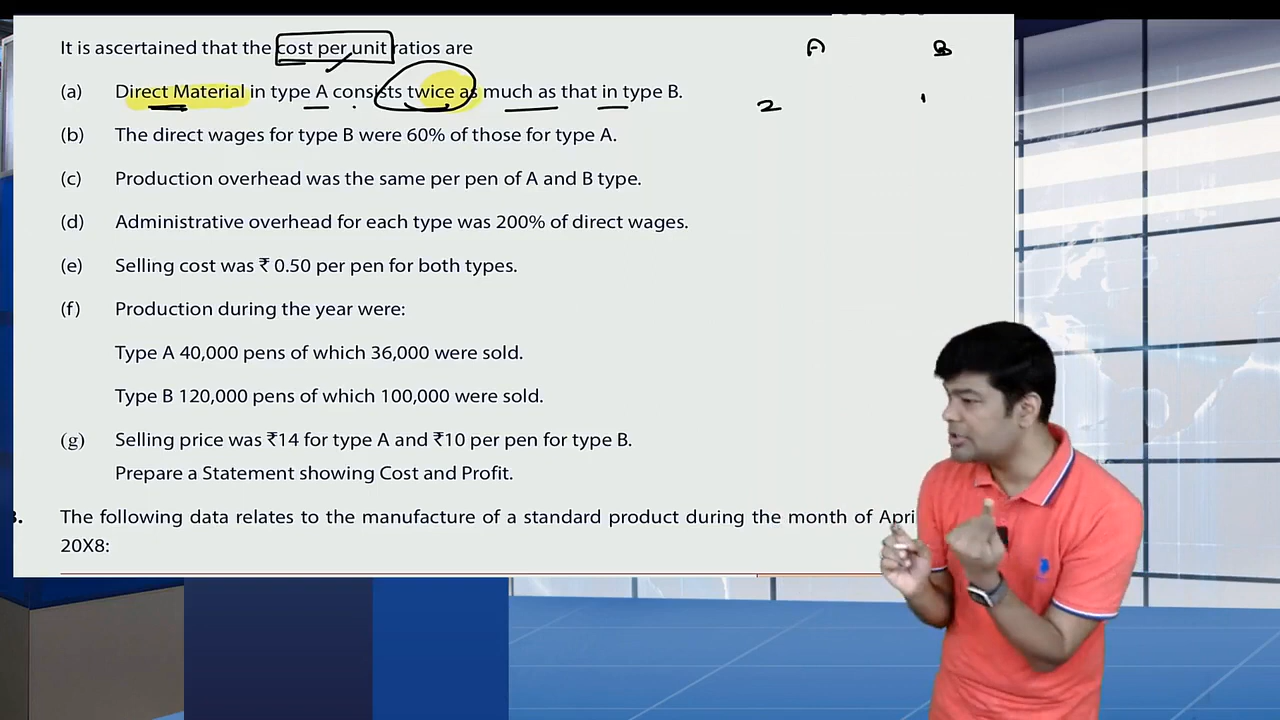 It is ascertained that the cost per unit ratios are
A B
(a) Direct Material in type A consists twice as much as that in type B.
2 1
(b) The direct wages for type B were 60% of those for type A.
(c) Production overhead was the same per pen of A and B type.
(d) Administrative overhead for each type was 200% of direct wages.
(e) Selling cost was ₹ 0.50 per pen for both types.
(f) Production during the year were:
Type A 40,000 pens of which 36,000 were sold.
Type B 120,000 pens of which 100,000 were sold.
(g) Selling price was ₹14 for type A and ₹10 per pen for type B.
Prepare a Statement showing Cost and Profit.
The following data relates to the manufacture of a standard product during the month of Apri
20X8: